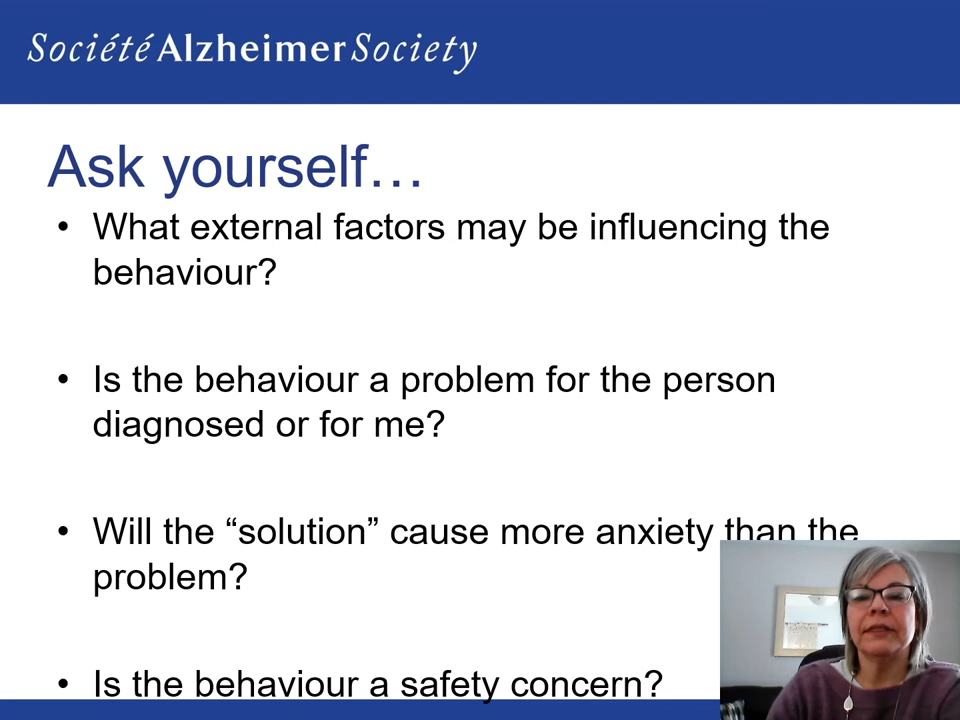 Société Alzheimer Society
Ask yourself…
• What external factors may be influencing the
behaviour?
• Is the behaviour a problem for the person
diagnosed or for me?
• Will the “solution” cause more anxiety than the
problem?
• Is the behaviour a safety concern?